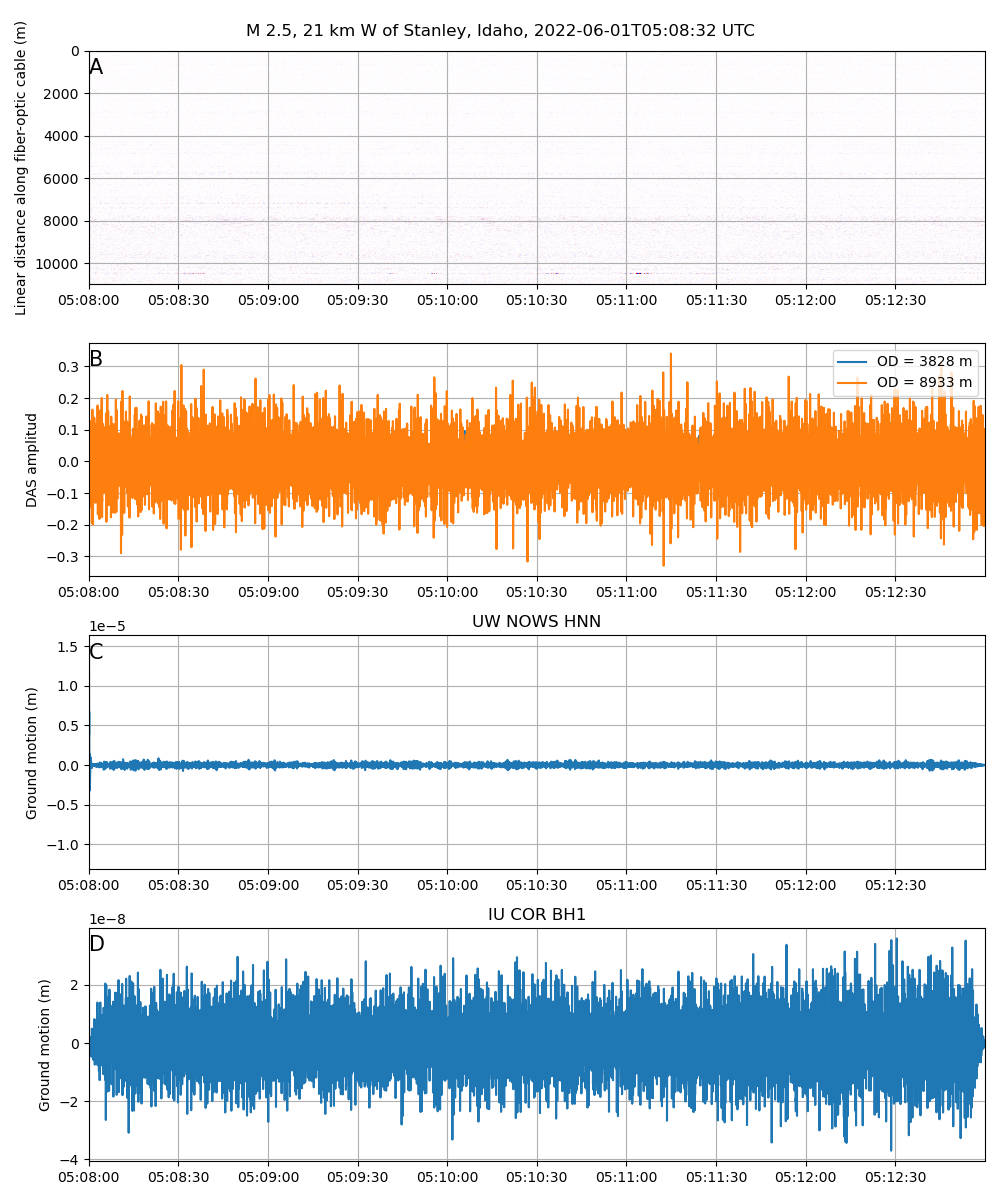 M 2.5, 21 km W of Stanley, Idaho, 2022-06-01T05:08:32 UTC
A
Linear distance along fiber-optic cable (m)
0
2000
4000
6000
8000
10000
05:08:00 05:08:30 05:09:00 05:09:30 05:10:00 05:10:30 05:11:00 05:11:30 05:12:00 05:12:30
B
OD = 3828 m
OD = 8933 m
DAS amplitud
0.3
0.2
0.1
0.0
−0.1
−0.2
−0.3
05:08:00 05:08:30 05:09:00 05:09:30 05:10:00 05:10:30 05:11:00 05:11:30 05:12:00 05:12:30
UW NOWS HNN
1e−5
C
Ground motion (m)
1.5
1.0
0.5
0.0
−0.5
−1.0
05:08:00 05:08:30 05:09:00 05:09:30 05:10:00 05:10:30 05:11:00 05:11:30 05:12:00 05:12:30
IU COR BH1
1e−8
D
Ground motion (m)
2
0
−2
−4
05:08:00 05:08:30 05:09:00 05:09:30 05:10:00 05:10:30 05:11:00 05:11:30 05:12:00 05:12:30